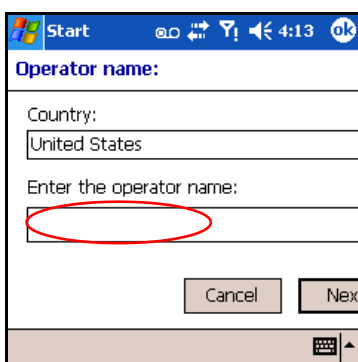 Start 4:13 ok
Operator name:
Country:
United States
Enter the operator name:
Cancel Nex